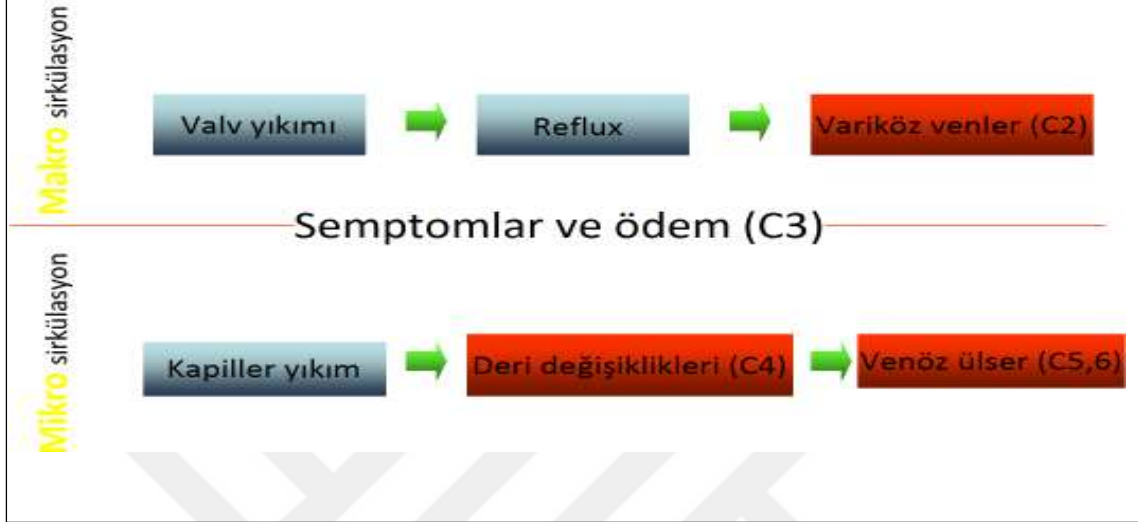 Makro sirkülasyon
Valv yıkımı
Reflux
Variköz venler (C2)
Semptomlar ve ödem (C3)
Mikro sirkülasyon
Kapiller yıkım
Deri değişiklikleri (C4)
Venöz ülser (C5,6)